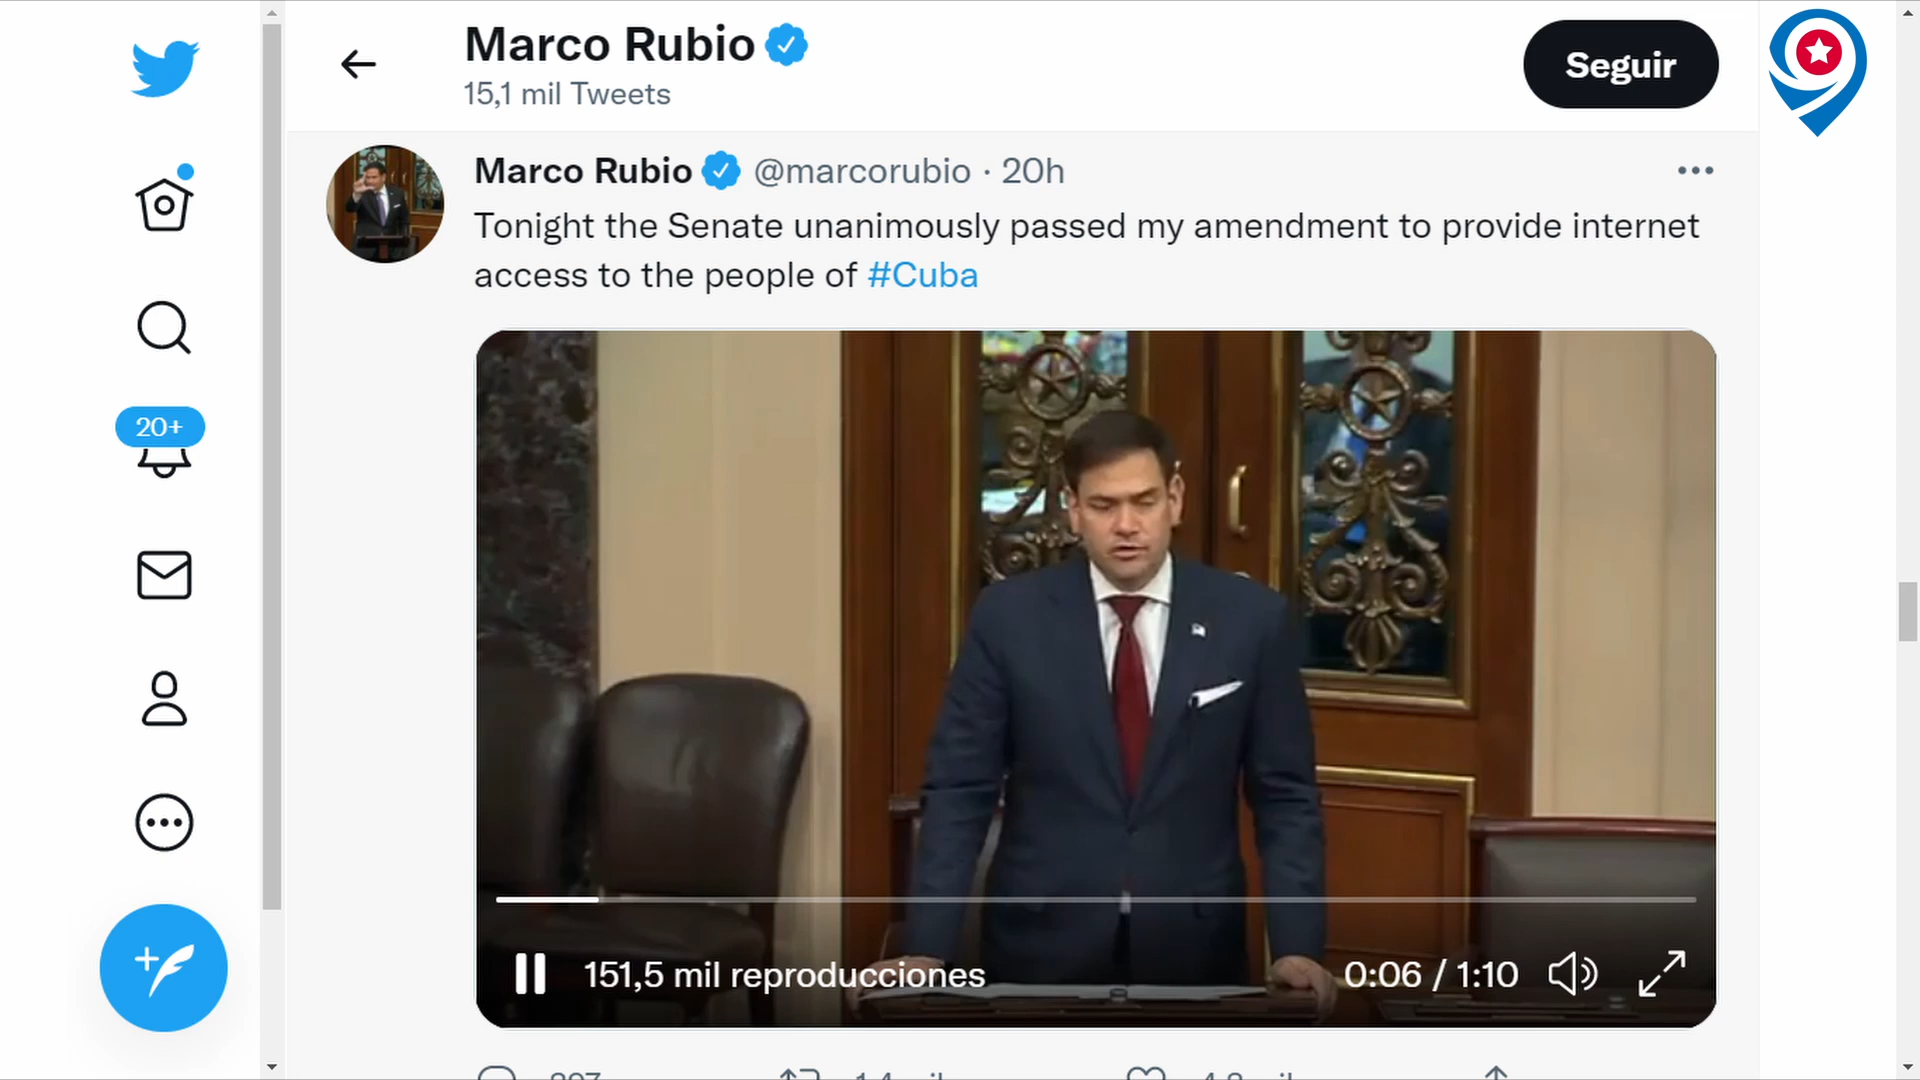 Marco Rubio
15,1 mil Tweets
Seguir
Marco Rubio @marcorubio · 20h
Tonight the Senate unanimously passed my amendment to provide internet
access to the people of #Cuba
20+
151,5 mil reproducciones
0:06 / 1:10